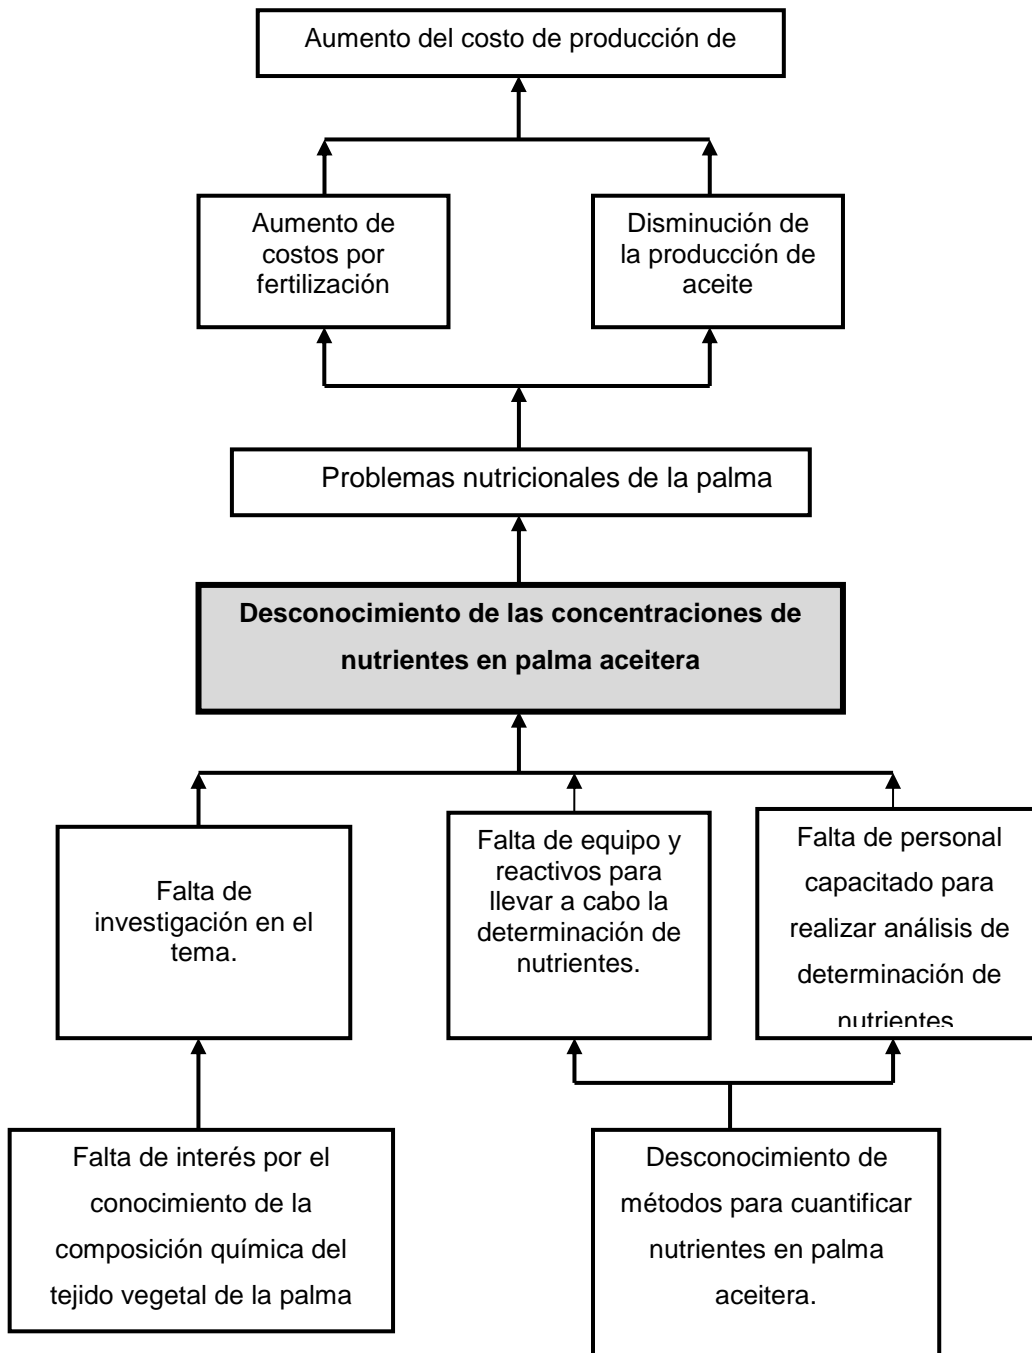 Aumento del costo de producción de
Aumento de
costos por
fertilización
Disminución de
la producción de
aceite
Problemas nutricionales de la palma
Desconocimiento de las concentraciones de
nutrientes en palma aceitera
Falta de
investigación en el
tema.
Falta de equipo y
reactivos para
llevar a cabo la
determinación de
nutrientes.
Falta de personal
capacitado para
realizar análisis de
determinación de
nutrientes
Falta de interés por el
conocimiento de la
composición química del
tejido vegetal de la palma
Desconocimiento de
métodos para cuantificar
nutrientes en palma
aceitera.